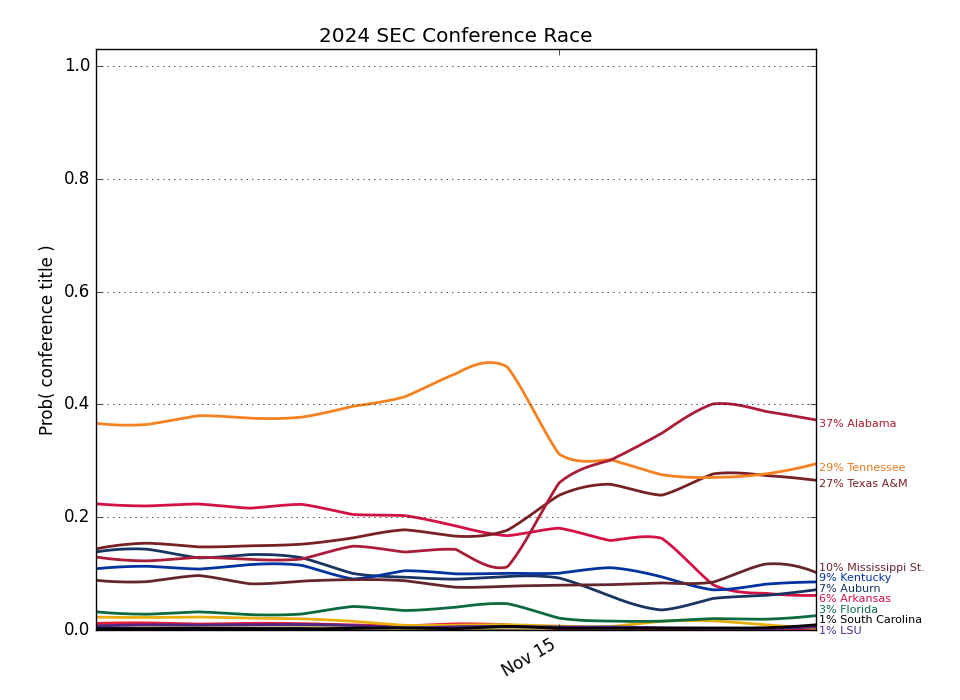 2024 SEC Conference Race
Prob( conference title )
1.0
0.8
0.6
0.4
0.2
0.0
Nov 15
37% Alabama
29% Tennessee
27% Texas A&M
10% Mississippi St.
9% Kentucky
7% Auburn
6% Arkansas
3% Florida
1% South Carolina
1% LSU